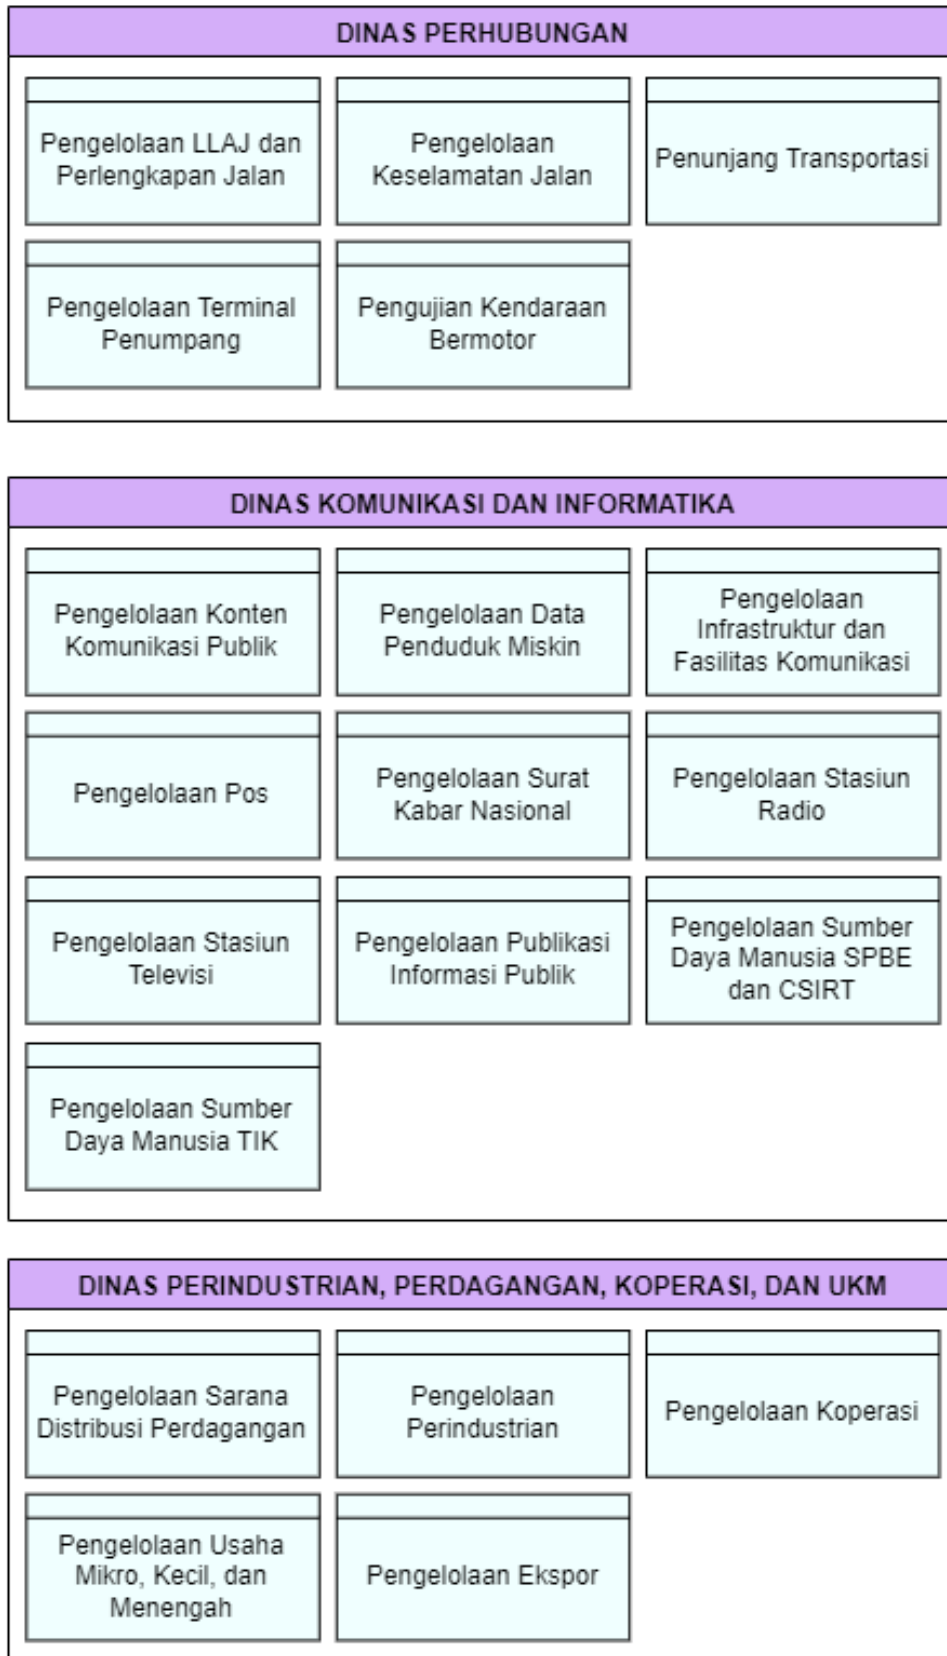 DINAS PERHUBUNGAN
Pengelolaan LLAJ dan
Perlengkapan Jalan
Pengelolaan
Keselamatan Jalan
Penunjang Transportasi
Pengelolaan Terminal
Penumpang
Pengujian Kendaraan
Bermotor
DINAS KOMUNIKASI DAN INFORMATIKA
Pengelolaan Konten
Komunikasi Publik
Pengelolaan Data
Penduduk Miskin
Pengelolaan
Infrastruktur dan
Fasilitas Komunikasi
Pengelolaan Pos
Pengelolaan Surat
Kabar Nasional
Pengelolaan Stasiun
Radio
Pengelolaan Stasiun
Televisi
Pengelolaan Publikasi
Informasi Publik
Pengelolaan Sumber
Daya Manusia SPBE
dan CSIRT
Pengelolaan Sumber
Daya Manusia TIK
DINAS PERINDUSTRIAN, PERDAGANGAN, KOPERASI, DAN UKM
Pengelolaan Sarana
Distribusi Perdagangan
Pengelolaan
Perindustrian
Pengelolaan Koperasi
Pengelolaan Usaha
Mikro, Kecil, dan
Menengah
Pengelolaan Ekspor